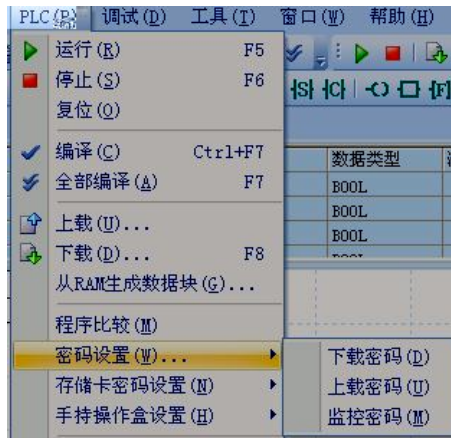 PLC(P) 调试(D) 工具(T) 窗口(W) 帮助(H)
运行(R) F5
停止(S) F6
复位(O)
编译(C) Ctrl+F7
全部编译(A) F7
上载(U)...
下载(D)... F8
从RAM生成数据块(G)...
程序比较(M)
密码设置(W)...
存储卡密码设置(N)
手持操作盒设置(H)
数据类型
BOOL
BOOL
BOOL
下载密码(D)
上载密码(U)
监控密码(M)